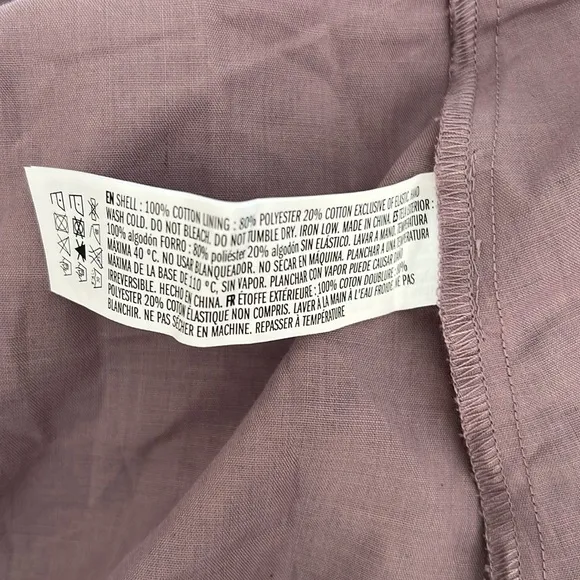 EN SHELL : 100% COTTON LINING : 80% POLYESTER 20% COTTON EXCLUSIVE OF ELASTIC. HAND
WASH COLD. DO NOT BLEACH. DO NOT TUMBLE DRY. IRON LOW. MADE IN CHINA. ES TELA EXTERIOR :
100% algodón FORRO : 80% poliéster 20% algodón SIN ELÁSTICO. LAVAR A MANO, TEMPERATURA
MÁXIMA 40 °C, NO USAR BLANQUEADOR. NO SECAR EN MÁQUINA. PLANCHAR A UNA TEMPERATURA
MÁXIMA DE LA BASE DE 110 °C, SIN VAPOR. PLANCHAR CON VAPOR PUEDE CAUSAR DAÑO
IRREVERSIBLE. HECHO EN CHINA. FR ÉTOFFE EXTÉRIEURE : 100% COTTON DOUBLURE : 80%
POLYESTER 20% COTON ÉLASTIQUE NON COMPRIS. LAVER À LA MAIN À L'EAU FROIDE. NE PAS
BLANCHIR. NE PAS SÉCHER EN MACHINE. REPASSER À TEMPÉRATURE